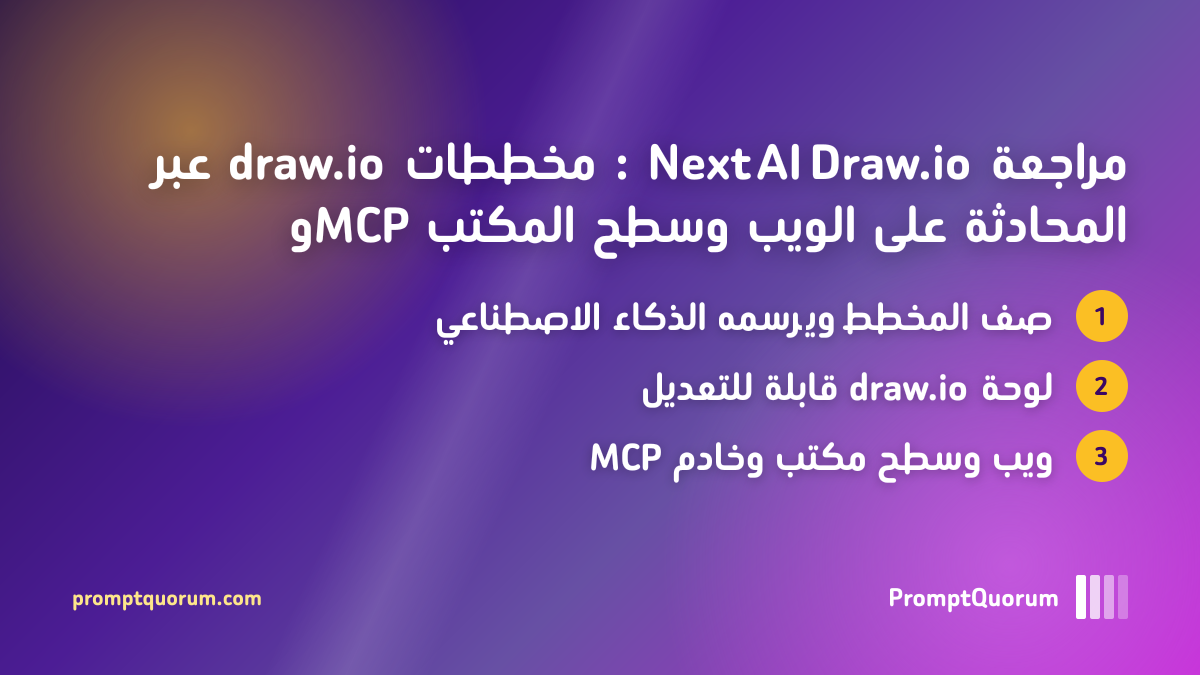 مراجعة Next AI Draw.io : مخططات draw.io عبر
المحادثة على الويب وسطح المكتب وMCP
1 صف المخطط ويرسمه الذكاء الاصطناعي
2 لوحة draw.io قابلة للتعديل
3 ويب وسطح مكتب وخادم MCP
PromptQuorum
promptquorum.com